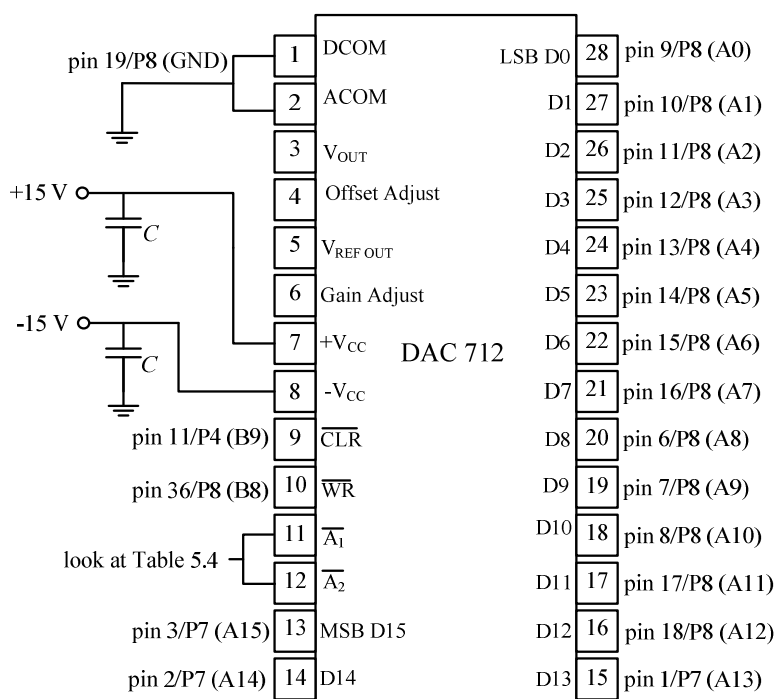 pin 19/P8 (GND)
1 DCOM
2 ACOM
3 VOUT
4 Offset Adjust
+15 V
C
5 VREF OUT
6 Gain Adjust
-15 V
C
7 +VCC
8 -VCC
pin 11/P4 (B9) 9 CLR
pin 36/P8 (B8) 10 WR
11 A1
look at Table 5.4
12 A2
pin 3/P7 (A15) 13 MSB D15
pin 2/P7 (A14) 14 D14
DAC 712
LSB D0 28 pin 9/P8 (A0)
D1 27 pin 10/P8 (A1)
D2 26 pin 11/P8 (A2)
D3 25 pin 12/P8 (A3)
D4 24 pin 13/P8 (A4)
D5 23 pin 14/P8 (A5)
D6 22 pin 15/P8 (A6)
D7 21 pin 16/P8 (A7)
D8 20 pin 6/P8 (A8)
D9 19 pin 7/P8 (A9)
D10 18 pin 8/P8 (A10)
D11 17 pin 17/P8 (A11)
D12 16 pin 18/P8 (A12)
D13 15 pin 1/P7 (A13)